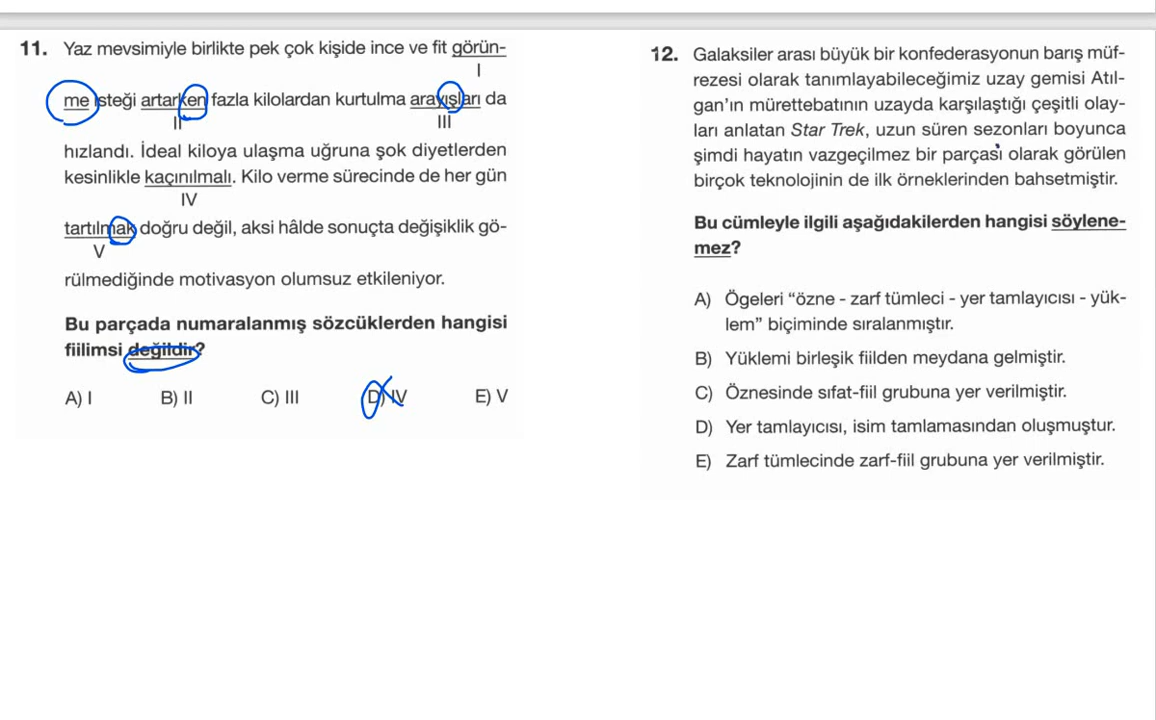 11. Yaz mevsimiyle birlikte pek çok kişide ince ve fit görün-
I
me isteği artarken fazla kilolardan kurtulma arayışları da
II III
hızlandı. İdeal kiloya ulaşma uğruna şok diyetlerden
kesinlikle kaçınılmalı. Kilo verme sürecinde de her gün
IV
tartılmak doğru değil, aksi hâlde sonuçta değişiklik gö-
V
rülmediğinde motivasyon olumsuz etkileniyor.
Bu parçada numaralanmış sözcüklerden hangisi
fiilimsi değildir?
A) I B) II C) III D) IV E) V
12. Galaksiler arası büyük bir konfederasyonun barış müf-
rezesi olarak tanımlayabileceğimiz uzay gemisi Atıl-
gan’ın mürettebatının uzayda karşılaştığı çeşitli olay-
ları anlatan Star Trek, uzun süren sezonları boyunca
şimdi hayatın vazgeçilmez bir parçası olarak görülen
birçok teknolojinin de ilk örneklerinden bahsetmiştir.
Bu cümleyle ilgili aşağıdakilerden hangisi söylene-
mez?
A) Ögeleri “özne - zarf tümleci - yer tamlayıcısı - yük-
lem” biçiminde sıralanmıştır.
B) Yüklemi birleşik fiilden meydana gelmiştir.
C) Öznesinde sıfat-fiil grubuna yer verilmiştir.
D) Yer tamlayıcısı, isim tamlamasından oluşmuştur.
E) Zarf tümlecinde zarf-fiil grubuna yer verilmiştir.